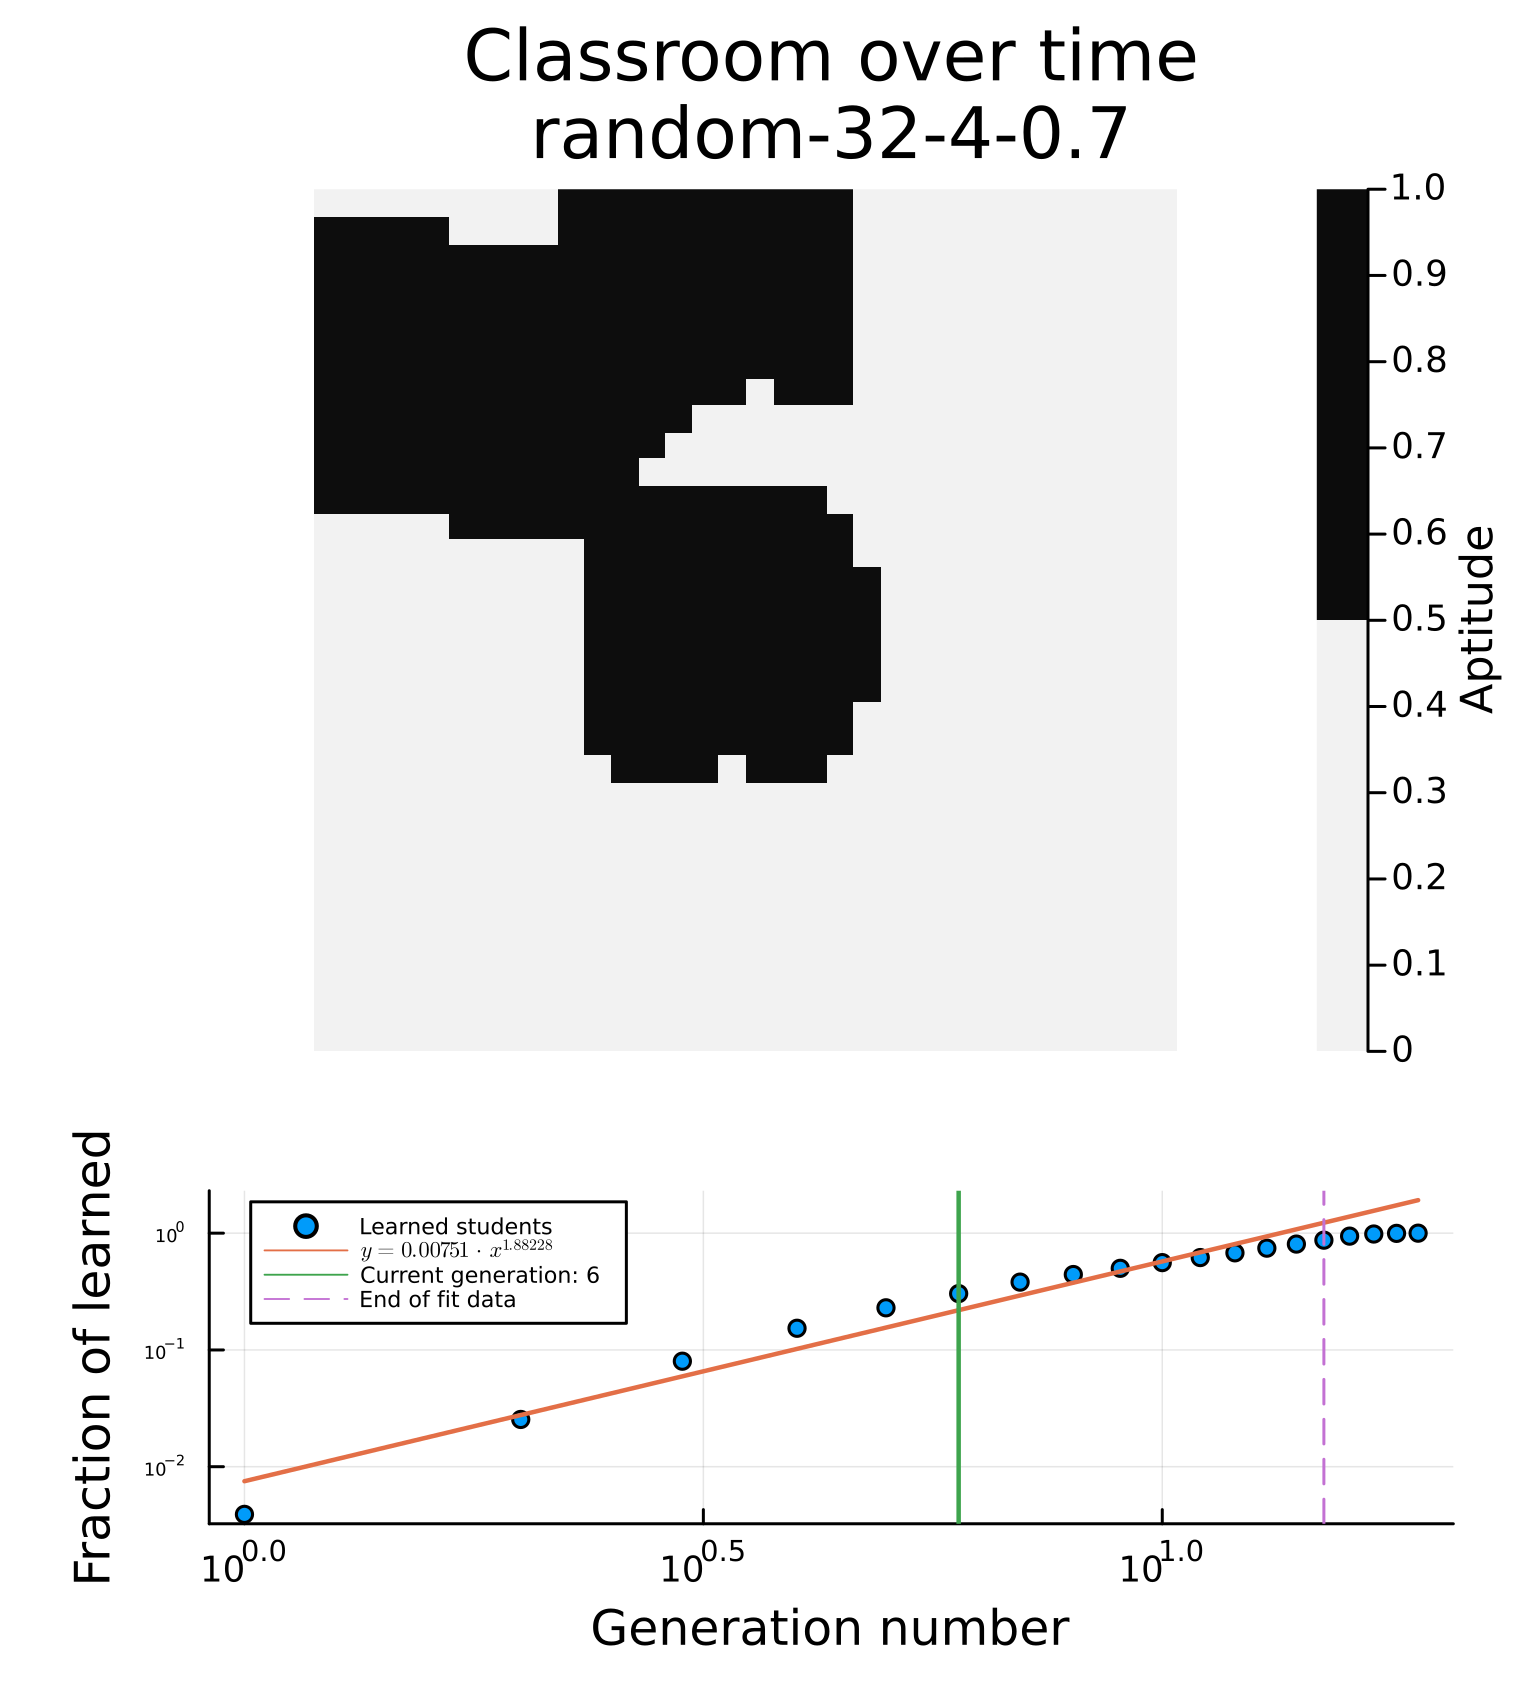 Classroom over time
random-32-4-0.7
1.0
0.9
0.8
0.7
0.6
0.5
0.4
0.3
0.2
0.1
0
Aptitude
Fraction of learned
10⁰
10⁻¹
10⁻²
Learned students
y = 0.00751 · x^1.88228
Current generation: 6
End of fit data
10^0.0
10^0.5
10^1.0
Generation number